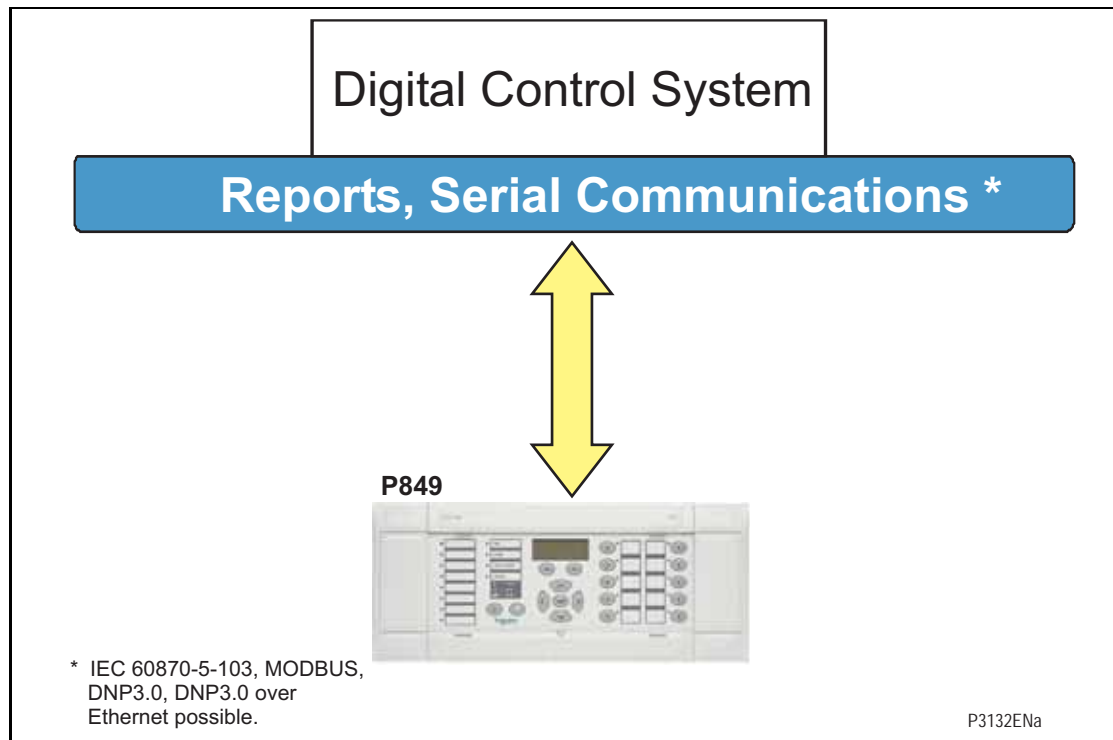 Digital Control System
Reports, Serial Communications *
P849
* IEC 60870-5-103, MODBUS,
DNP3.0, DNP3.0 over
Ethernet possible.
P3132ENa